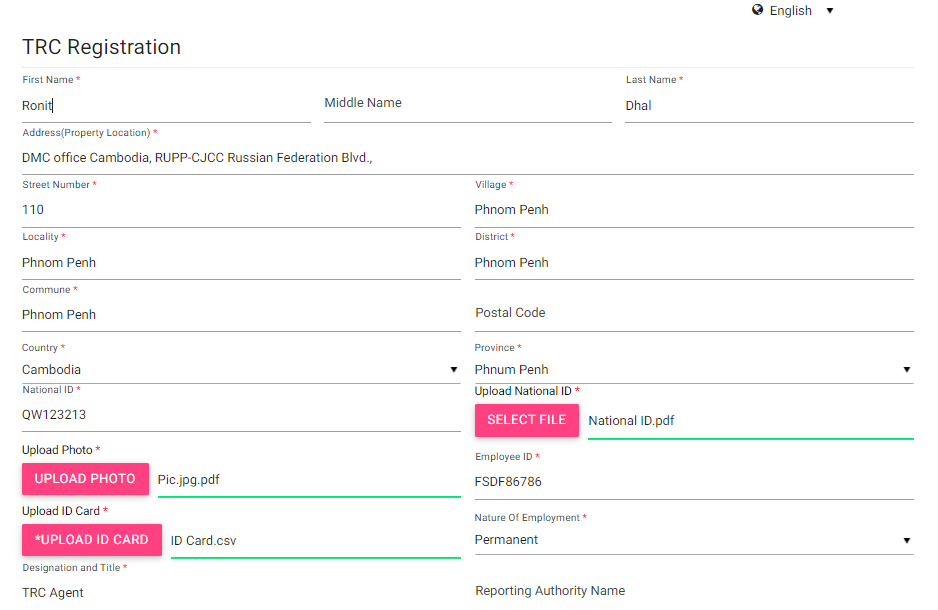 English
TRC Registration
First Name *
Last Name *
Ronit
Middle Name
Dhal
Address(Property Location) *
DMC office Cambodia, RUPP-CJCC Russian Federation Blvd.,
Street Number *
Village *
110
Phnom Penh
Locality *
District *
Phnom Penh
Phnom Penh
Commune *
Phnom Penh
Postal Code
Country *
Province *
Cambodia
Phnum Penh
National ID *
Upload National ID *
QW123213
SELECT FILE
National ID.pdf
Upload Photo *
Employee ID *
UPLOAD PHOTO
Pic.jpg.pdf
FSDF86786
Upload ID Card *
Nature Of Employment *
*UPLOAD ID CARD
ID Card.csv
Permanent
Designation and Title *
TRC Agent
Reporting Authority Name